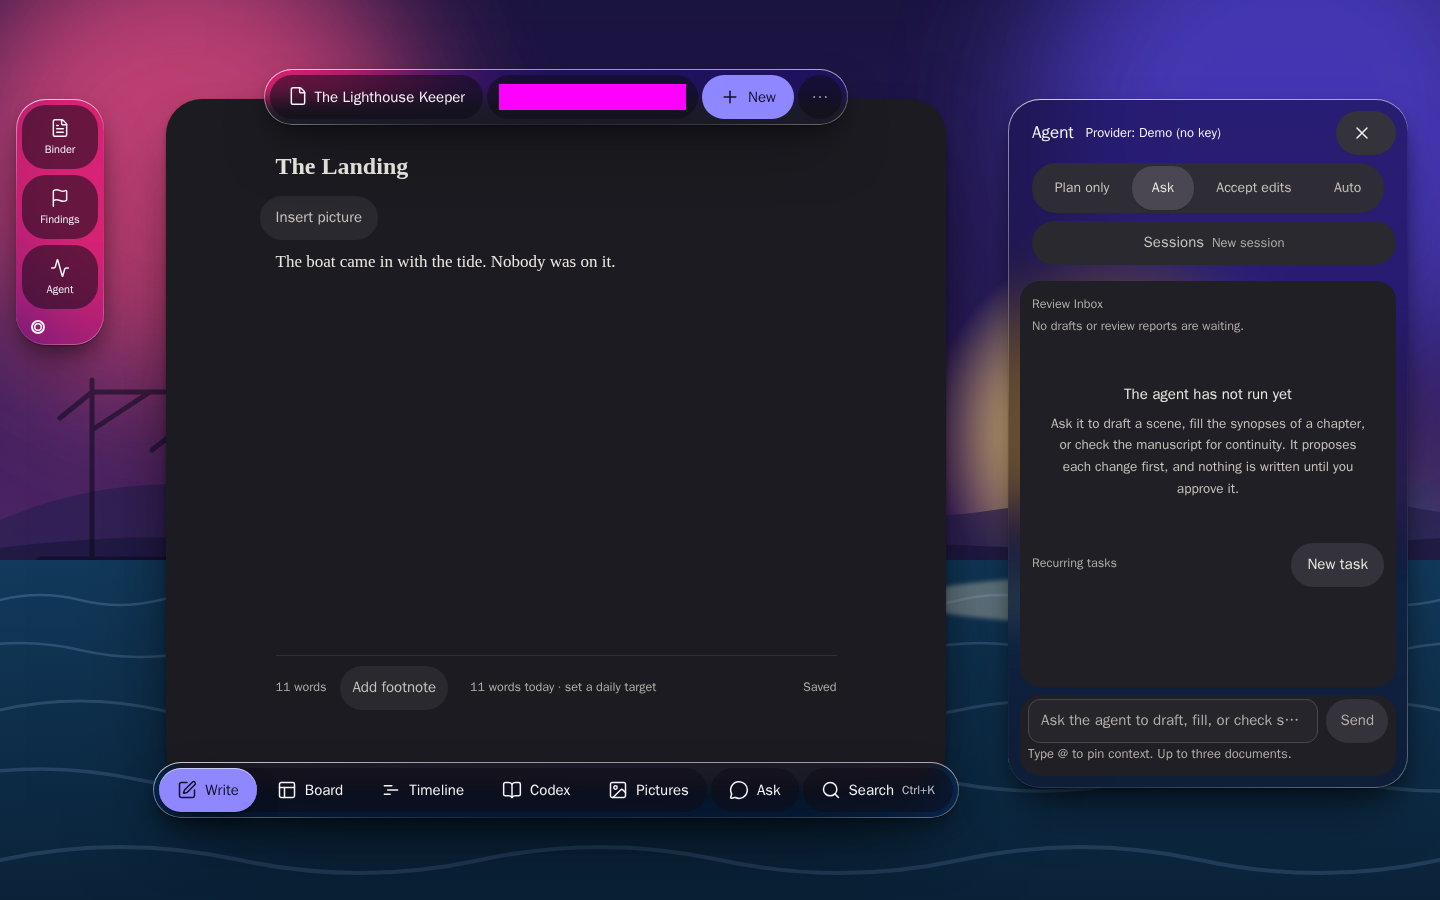 The Lighthouse Keeper
New
Binder
Findings
Agent
The Landing
Insert picture
The boat came in with the tide. Nobody was on it.
11 words
Add footnote
11 words today · set a daily target
Saved
Write
Board
Timeline
Codex
Pictures
Ask
Search Ctrl+K
Agent Provider: Demo (no key)
Plan only
Ask
Accept edits
Auto
Sessions New session
Review Inbox
No drafts or review reports are waiting.
The agent has not run yet
Ask it to draft a scene, fill the synopses of a chapter,
or check the manuscript for continuity. It proposes
each change first, and nothing is written until you
approve it.
Recurring tasks
New task
Ask the agent to draft, fill, or check s···
Send
Type @ to pin context. Up to three documents.